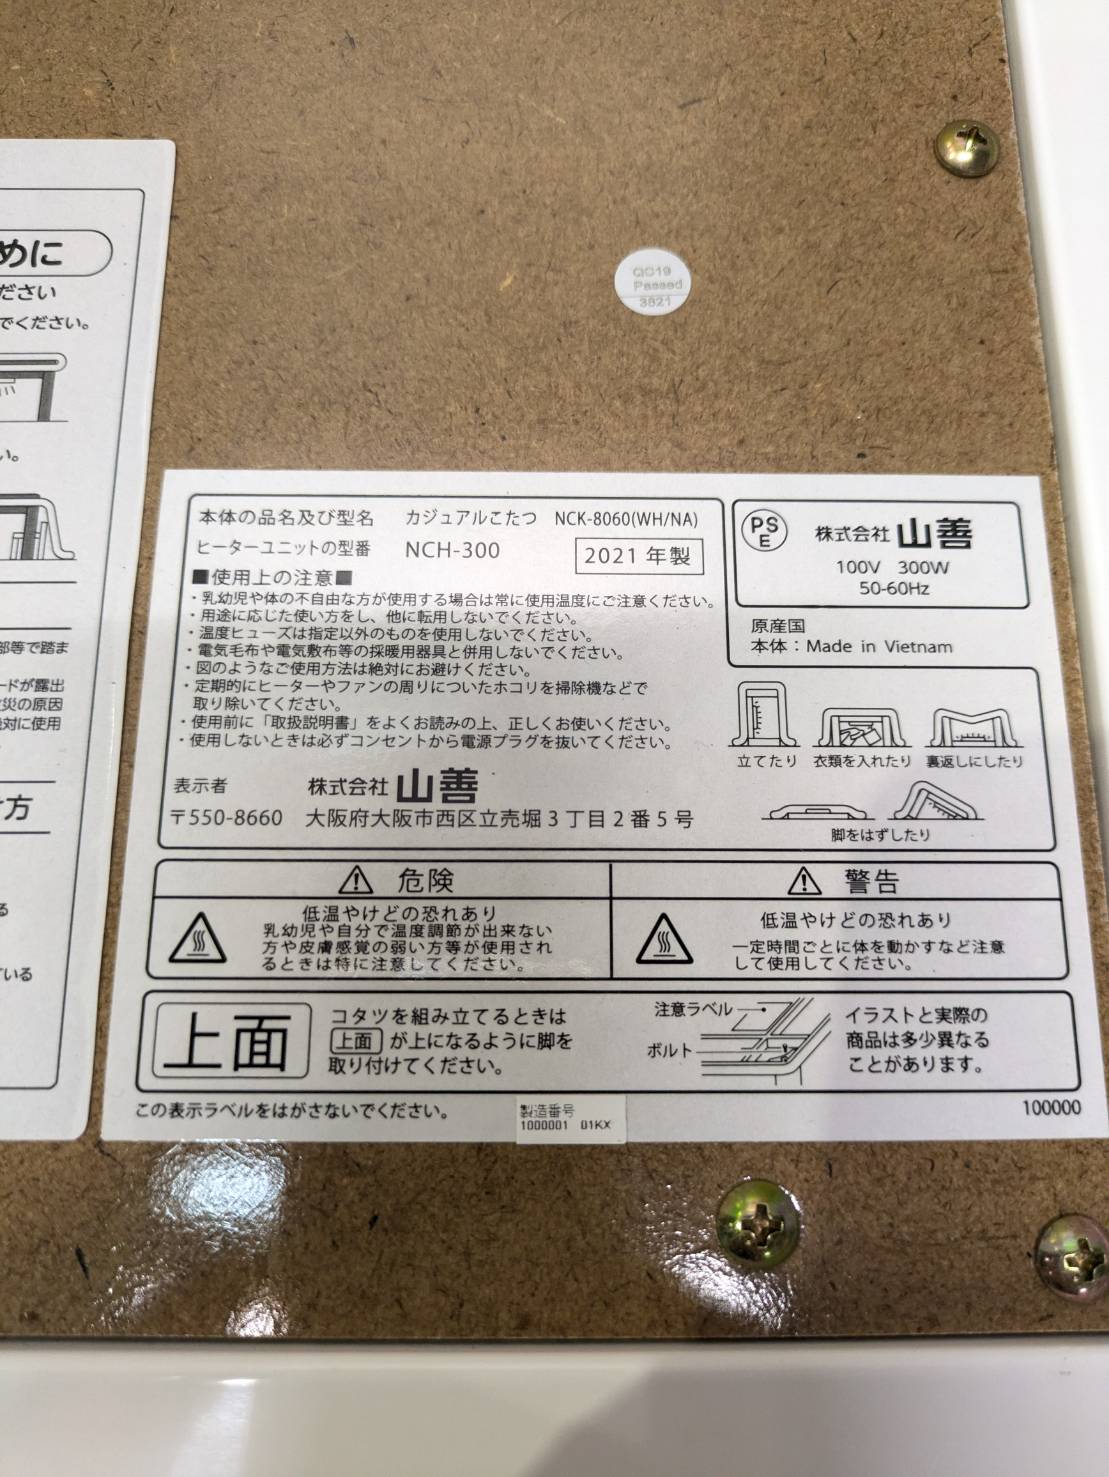 めに
ださい
でください。
い。
部等で踏ま
ードが露出
災の原因
絶対に使用
け方
る
ている
QC19
Passed
3821
本体の品名及び型名 カジュアルこたつ NCK-8060(WH/NA)
ヒーターユニットの型番 NCH-300 2021年製
■使用上の注意■
・乳幼児や体の不自由な方が使用する場合は常に使用温度にご注意ください。
・用途に応じた使い方をし、他に転用しないでください。
・温度ヒューズは指定以外のものを使用しないでください。
・電気毛布や電気敷布等の採暖用器具と併用しないでください。
・図のようなご使用方法は絶対にお避けください。
・定期的にヒーターやファンの周りについたホコリを掃除機などで
取り除いてください。
・使用前に「取扱説明書」をよくお読みの上、正しくお使いください。
・使用しないときは必ずコンセントから電源プラグを抜いてください。
表示者 株式会社 山善
〒550-8660 大阪府大阪市西区立売堀3丁目2番5号
PS
E
株式会社 山善
100V 300W
50-60Hz
原産国
本体：Made in Vietnam
立てたり 衣類を入れたり 裏返しにしたり
脚をはずしたり
危険
低温やけどの恐れあり
乳幼児や自分で温度調節が出来ない
方や皮膚感覚の弱い方等が使用され
るときは特に注意してください。
警告
低温やけどの恐れあり
一定時間ごとに体を動かすなど注意
して使用してください。
上面
コタツを組み立てるときは
上面 が上になるように脚を
取り付けてください。
注意ラベル
ボルト
イラストと実際の
商品は多少異なる
ことがあります。
この表示ラベルをはがさないでください。
製造番号
1000001 01KX
100000